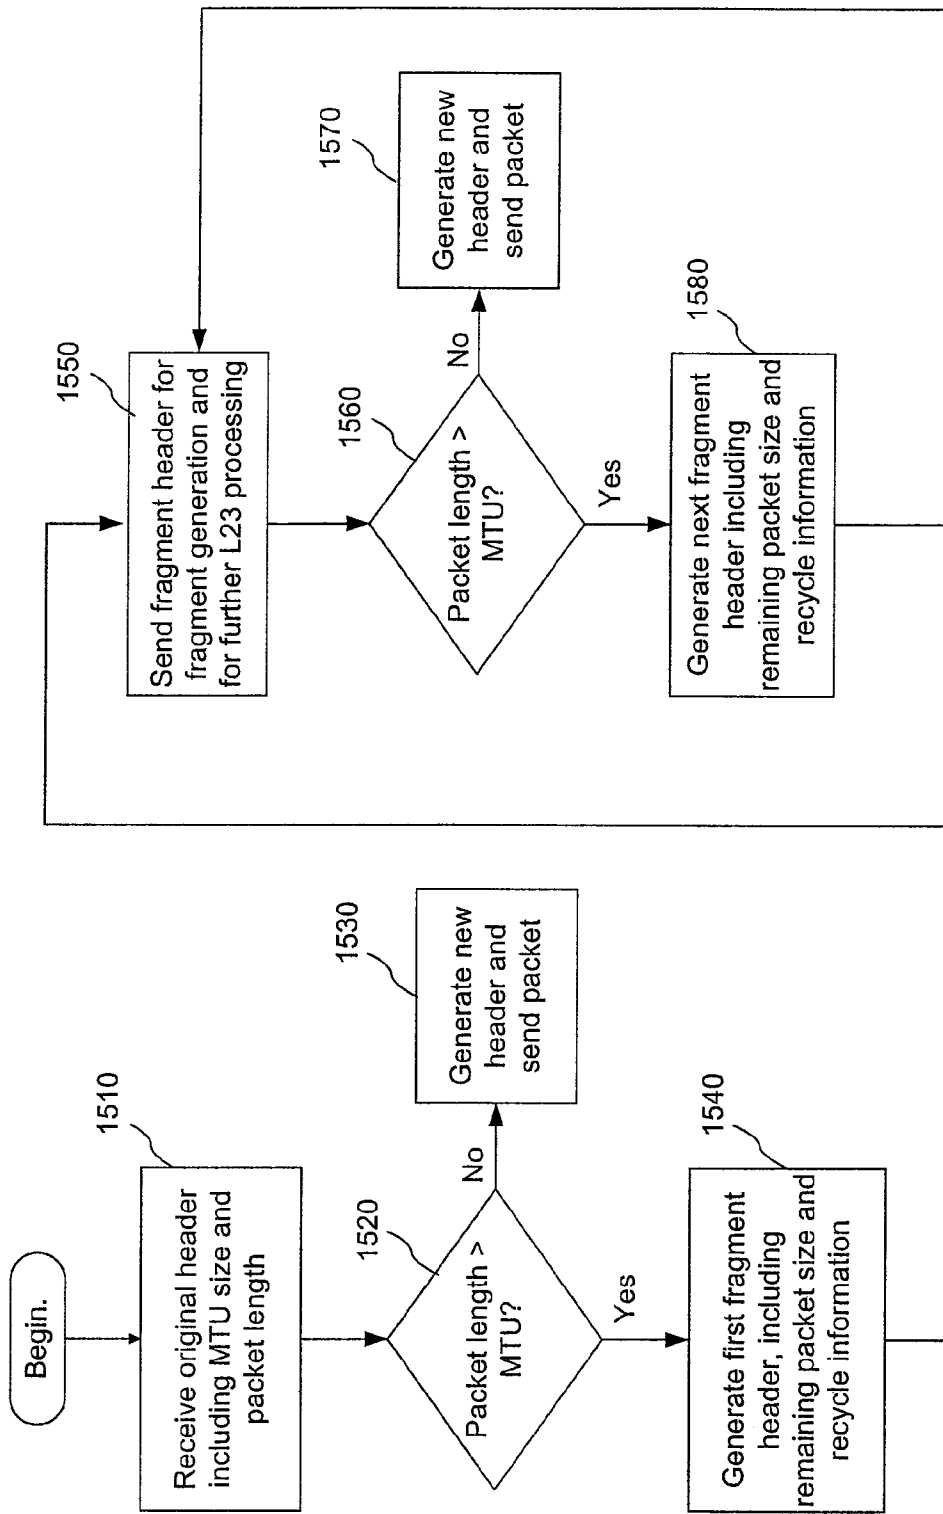 Begin.
1510
Receive original header
including MTU size and
packet length
1520
Packet length >
MTU?
No
Yes
1530
Generate new
header and
send packet
1540
Generate first fragment
header, including
remaining packet size and
recycle information
1550
Send fragment header for
fragment generation and
for further L23 processing
1560
Packet length >
MTU?
No
Yes
1570
Generate new
header and
send packet
1580
Generate next fragment
header including
remaining packet size and
recycle information